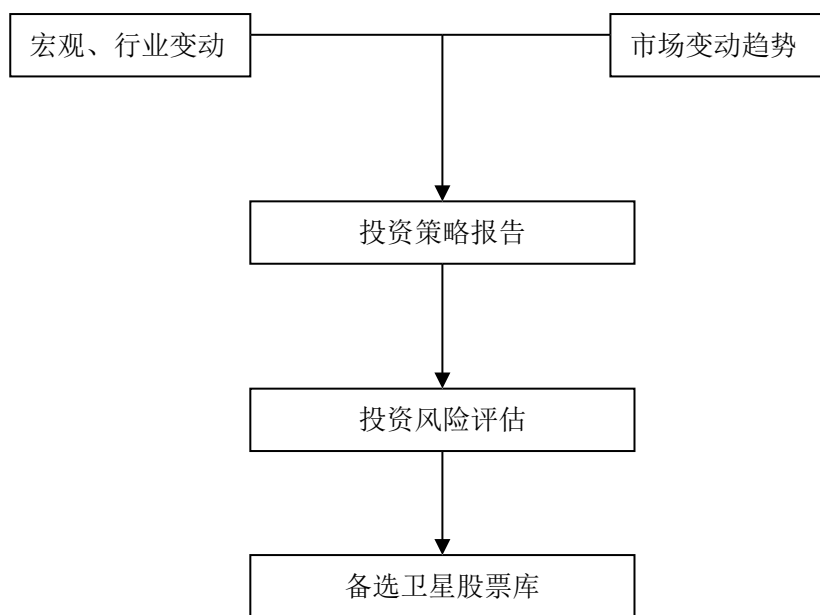 宏观、行业变动
市场变动趋势
投资策略报告
投资风险评估
备选卫星股票库